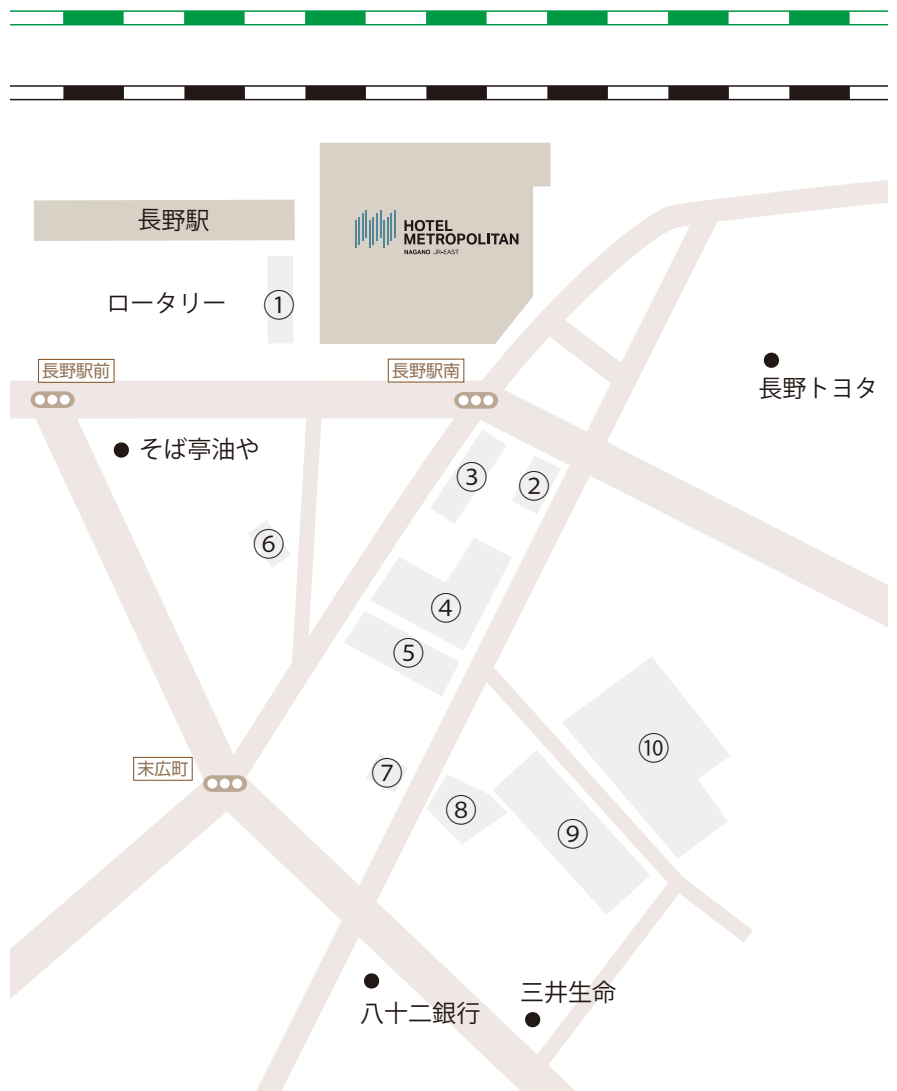 長野駅
HOTEL
METROPOLITAN
NAGANO JR-EAST
ロータリー
①
長野駅前
長野駅南
長野トヨタ
そば亭油や
③
②
⑥
④
⑤
⑩
末広町
⑦
⑧
⑨
八十二銀行
三井生命